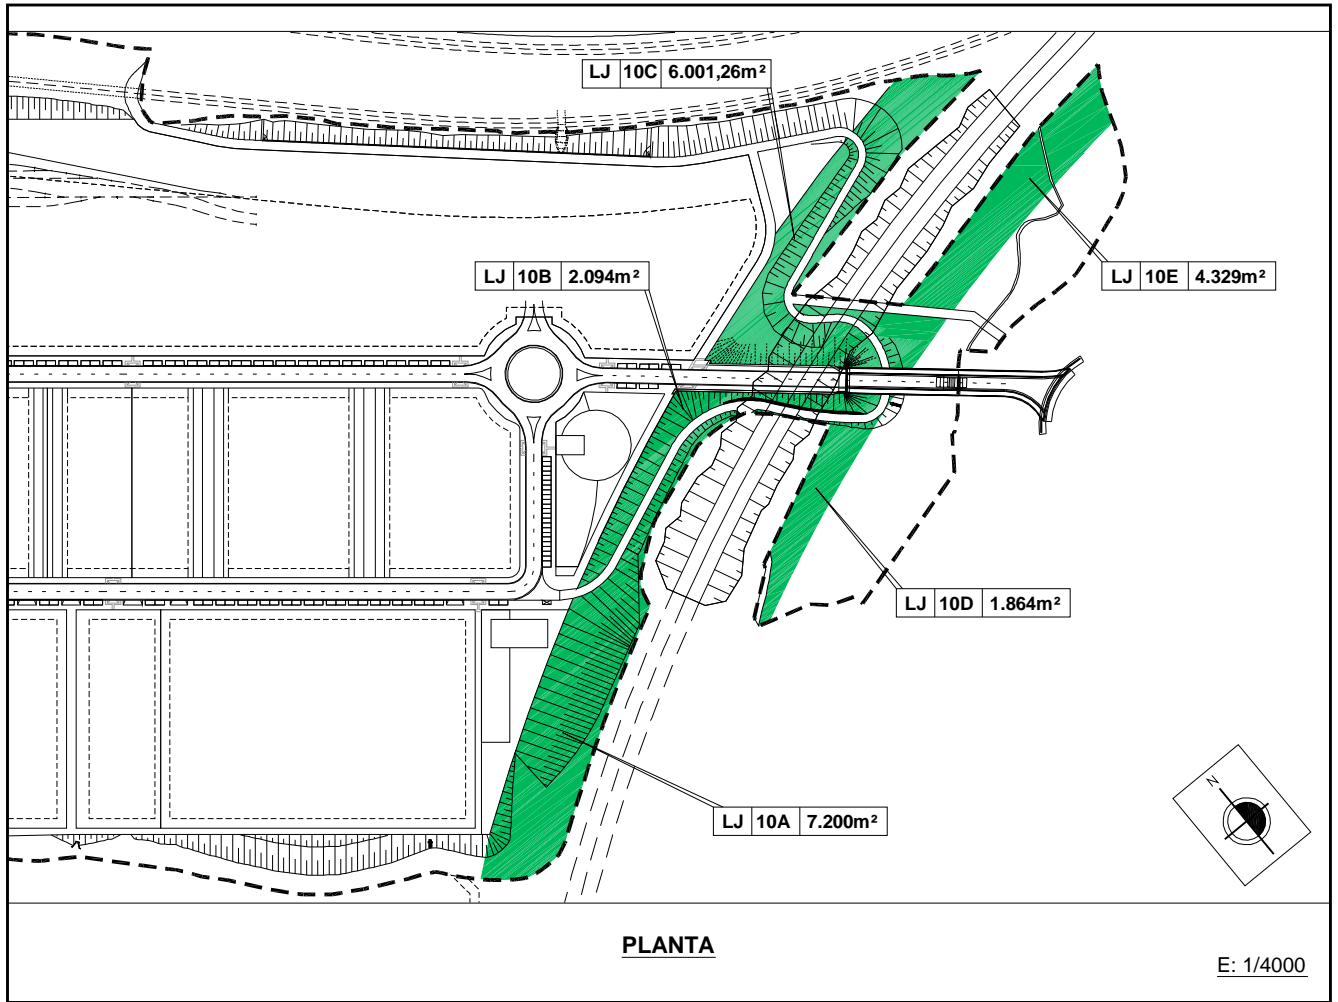 LJ 10C 6.001,26m²
LJ 10B 2.094m²
LJ 10E 4.329m²
LJ 10D 1.864m²
LJ 10A 7.200m²
N
PLANTA
E: 1/4000